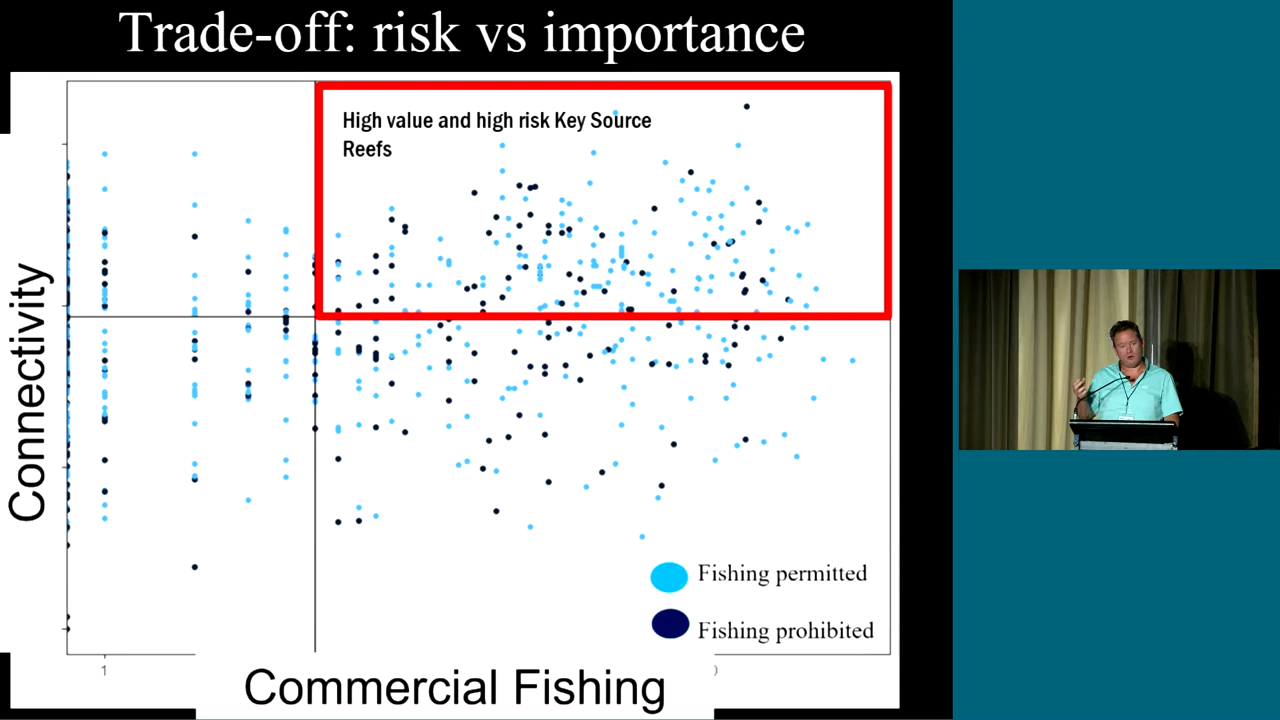 Trade-off: risk vs importance
High value and high risk Key Source
Reefs
Connectivity
Fishing permitted
Fishing prohibited
1
Commercial Fishing